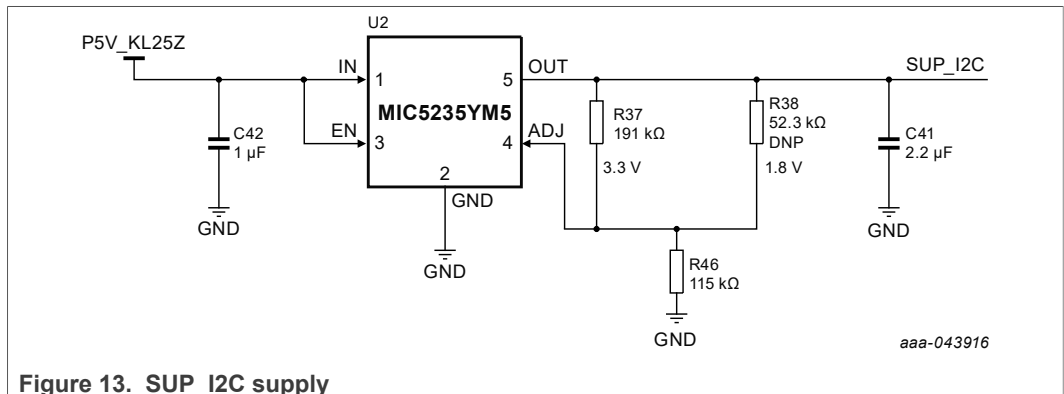 U2
P5V_KL25Z
IN
1
5
OUT
SUP_I2C
MIC5235YM5
EN
3
4
ADJ
2
GND
C42
1 µF
GND
GND
R37
191 kΩ
3.3 V
R38
52.3 kΩ
DNP
1.8 V
C41
2.2 µF
GND
R46
115 kΩ
GND
aaa-043916
Figure 13. SUP_I2C supply